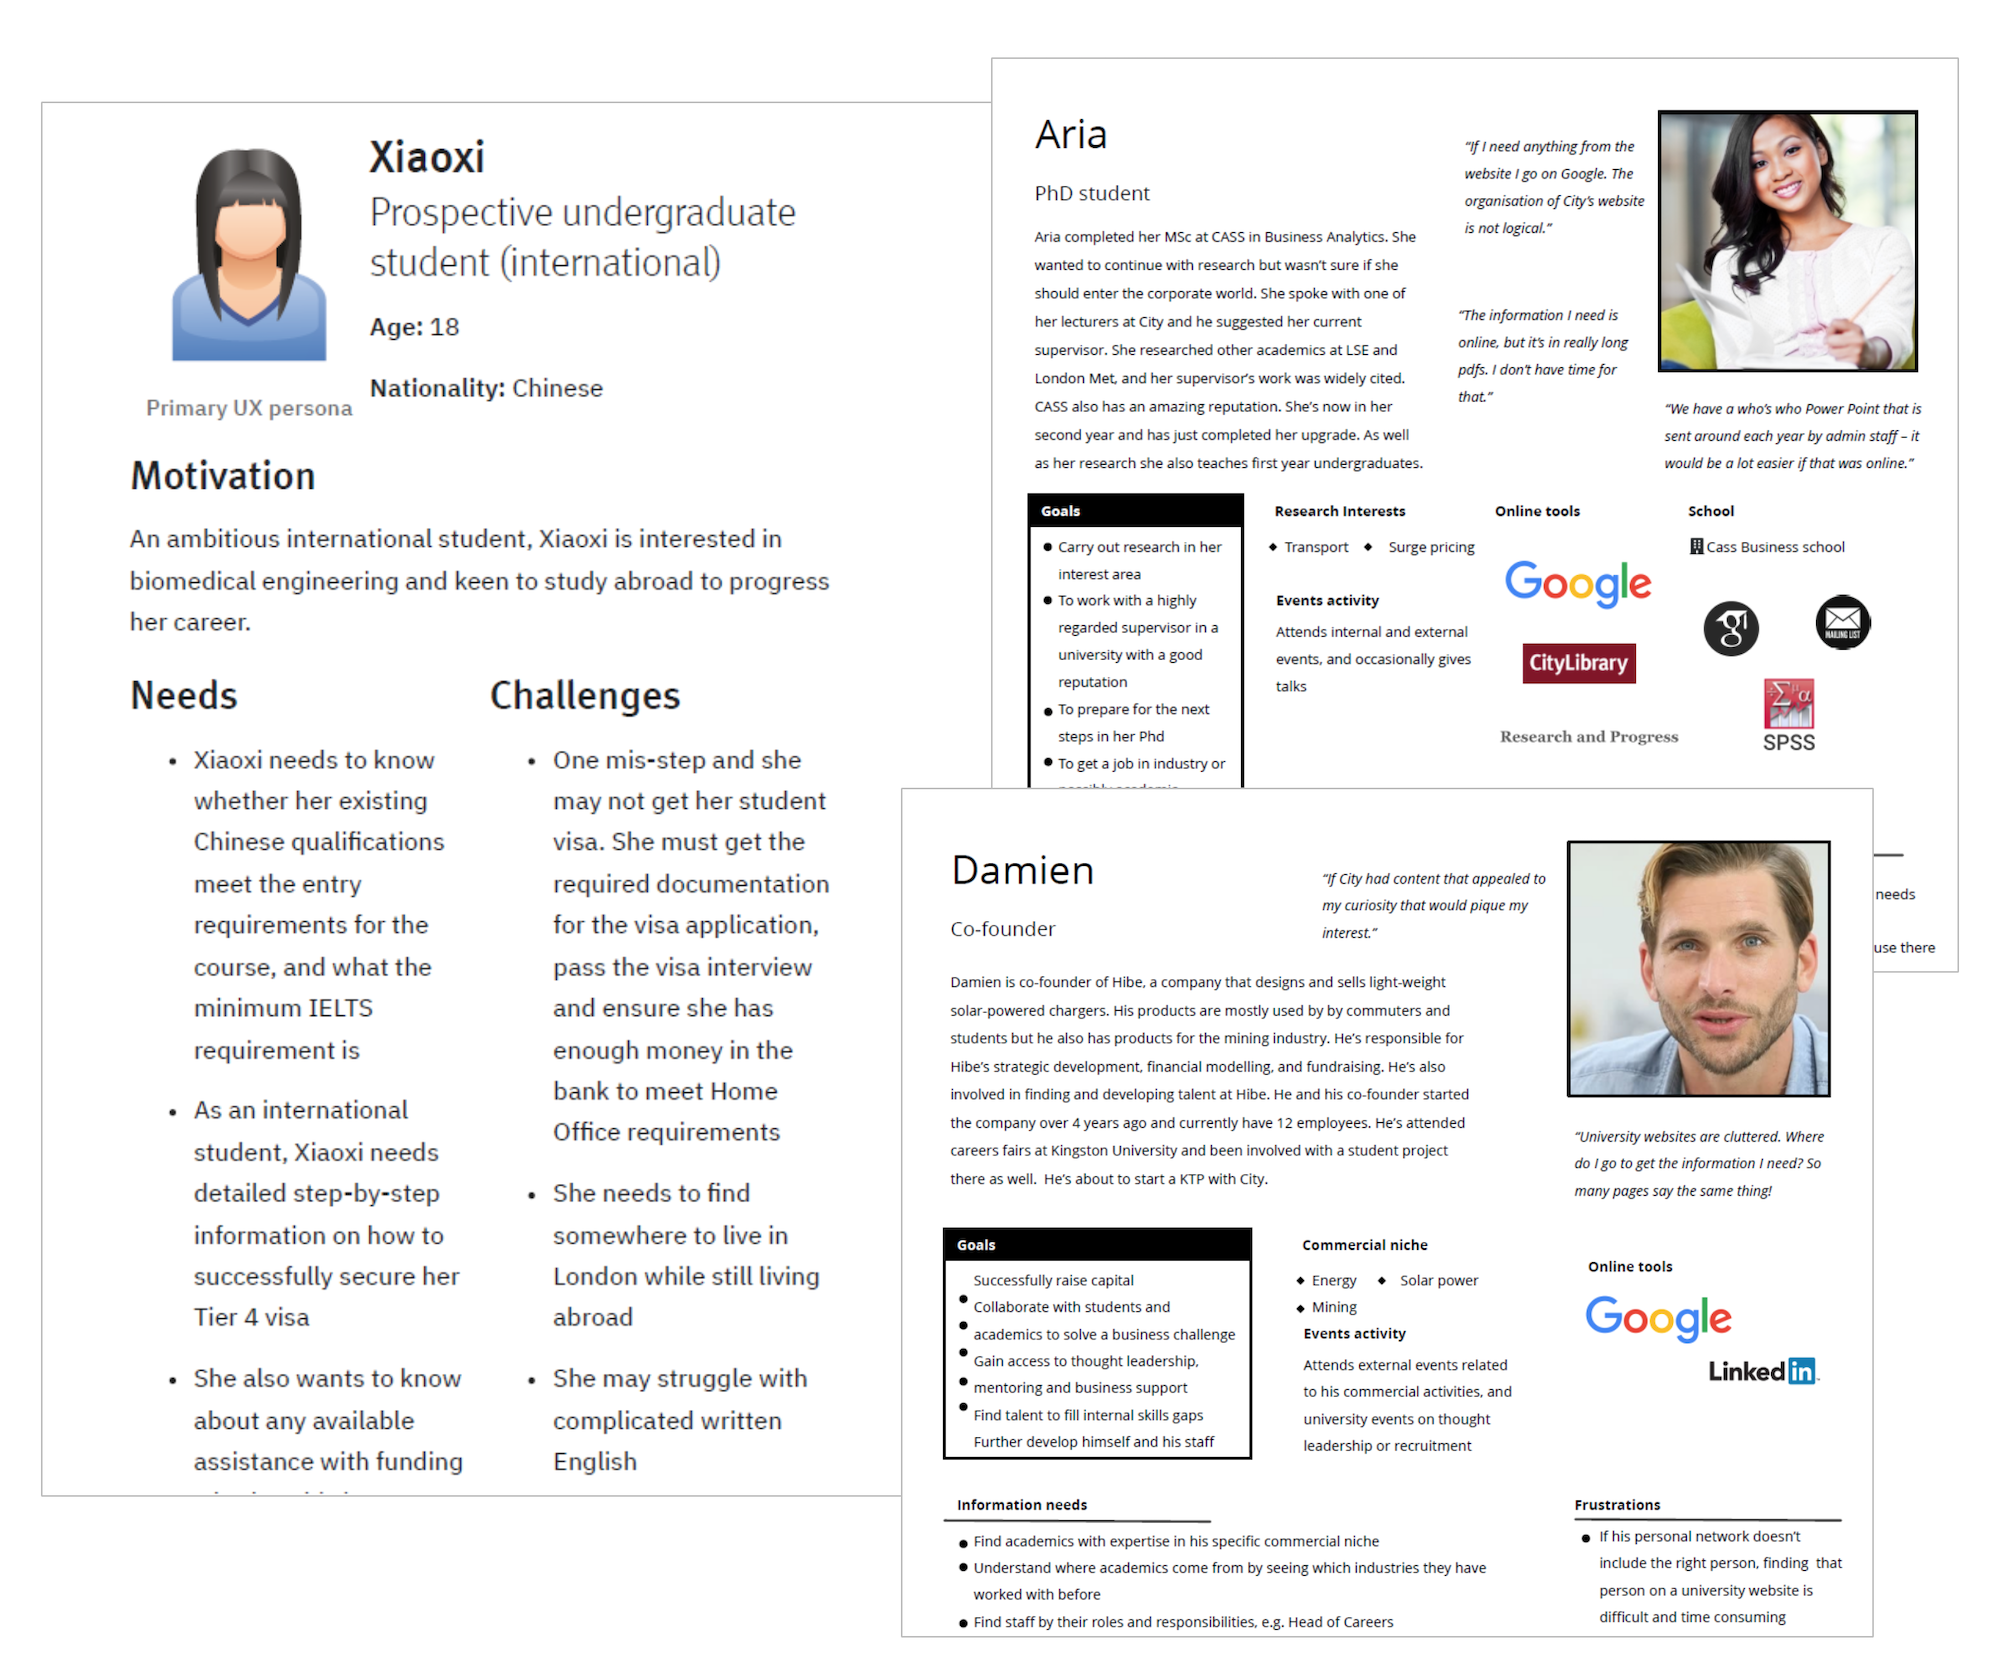 Xiaoxi
Prospective undergraduate
student (international)
Age: 18
Nationality: Chinese
Primary UX persona
Motivation
An ambitious international student, Xiaoxi is interested in
biomedical engineering and keen to study abroad to progress
her career.
Needs
Xiaoxi needs to know
whether her existing
Chinese qualifications
meet the entry
requirements for the
course, and what the
minimum IELTS
requirement is
As an international
student, Xiaoxi needs
detailed step-by-step
information on how to
successfully secure her
Tier 4 visa
She also wants to know
about any available
assistance with funding
Challenges
One mis-step and she
may not get her student
visa. She must get the
required documentation
for the visa application,
pass the visa interview
and ensure she has
enough money in the
bank to meet Home
Office requirements
She needs to find
somewhere to live in
London while still living
abroad
She may struggle with
complicated written
English
Aria
PhD student
Aria completed her MSc at CASS in Business Analytics. She
wanted to continue with research but wasn't sure if she
should enter the corporate world. She spoke with one of
her lecturers at City and he suggested her current
supervisor. She researched other academics at LSE and
London Met, and her supervisor's work was widely cited.
CASS also has an amazing reputation. She's now in her
second year and has just completed her upgrade. As well
as her research she also teaches first year undergraduates.
"If I need anything from the
website I go on Google. The
organisation of City's website
is not logical."
"The information I need is
online, but it's in really long
pdfs. I don't have time for
that."
"We have a who's who Power Point that is
sent around each year by admin staff – it
would be a lot easier if that was online."
Goals
Carry out research in her
interest area
To work with a highly
regarded supervisor in a
university with a good
reputation
To prepare for the next
steps in her Phd
To get a job in industry or
possibly academia
Research Interests
Transport
Surge pricing
Events activity
Attends internal and external
events, and occasionally gives
talks
Online tools
Google
CityLibrary
Research and Progress
School
Cass Business school
g
MAILING LIST
÷Σμα
SPSS
needs
use there
Damien
Co-founder
"If City had content that appealed to
my curiosity that would pique my
interest."
Damien is co-founder of Hibe, a company that designs and sells light-weight
solar-powered chargers. His products are mostly used by by commuters and
students but he also has products for the mining industry. He's responsible for
Hibe's strategic development, financial modelling, and fundraising. He's also
involved in finding and developing talent at Hibe. He and his co-founder started
the company over 4 years ago and currently have 12 employees. He's attended
careers fairs at Kingston University and been involved with a student project
there as well. He's about to start a KTP with City.
"University websites are cluttered. Where
do I go to get the information I need? So
many pages say the same thing!
Goals
Successfully raise capital
Collaborate with students and
academics to solve a business challenge
Gain access to thought leadership,
mentoring and business support
Find talent to fill internal skills gaps
Further develop himself and his staff
Commercial niche
Energy
Solar power
Mining
Events activity
Attends external events related
to his commercial activities, and
university events on thought
leadership or recruitment
Online tools
Google
Linked in
Information needs
Find academics with expertise in his specific commercial niche
Understand where academics come from by seeing which industries they have
worked with before
Find staff by their roles and responsibilities, e.g. Head of Careers
Frustrations
If his personal network doesn't
include the right person, finding that
person on a university website is
difficult and time consuming